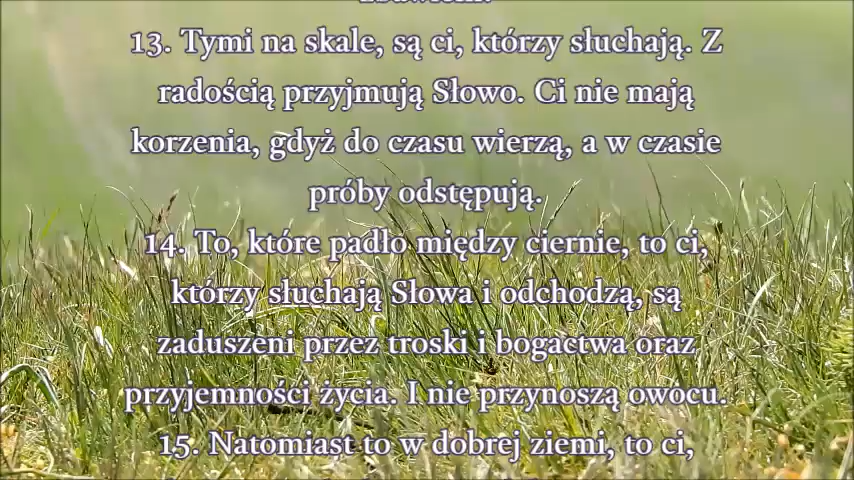 13. Tymi na skale, są ci, którzy słuchają. Z
radością przyjmują Słowo. Ci nie mają
korzenia, gdyż do czasu wierzą, a w czasie
próby odstępują.
14. To, które padło między ciernie, to ci,
którzy słuchają Słowa i odchodzą, są
zaduszeni przez troski i bogactwa oraz
przyjemności życia. I nie przynoszą owocu.
15. Natomiast to w dobrej ziemi, to ci,